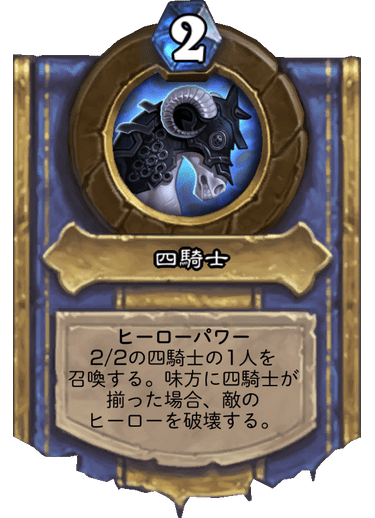 2
四騎士
ヒーローパワー
2/2の四騎士の1人を
召喚する。味方に四騎士が
揃った場合、敵の
ヒーローを破壊する。